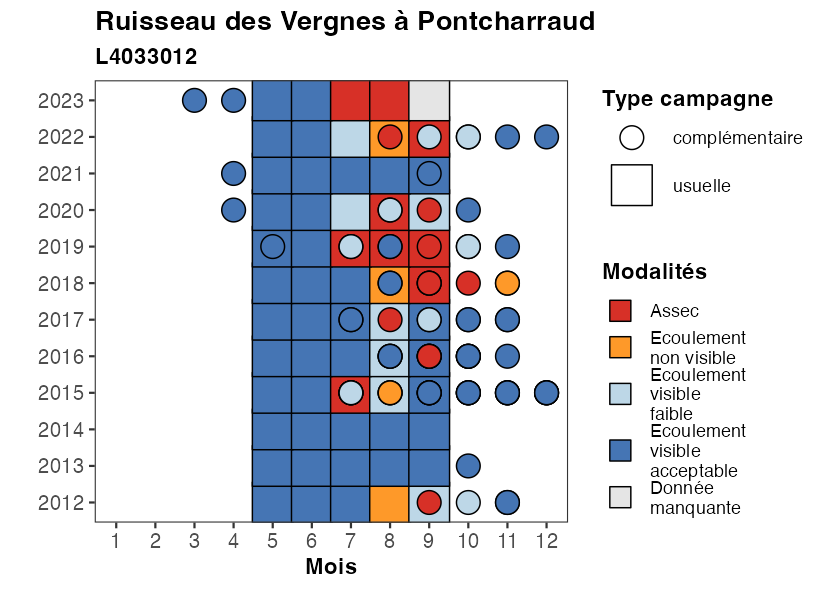 Ruisseau des Vergnes à Pontcharraud
L4033012
2023
2022
2021
2020
2019
2018
2017
2016
2015
2014
2013
2012
1 2 3 4 5 6 7 8 9 10 11 12
Mois
Type campagne
complémentaire
usuelle
Modalités
Assec
Ecoulement
non visible
Ecoulement
visible
faible
Ecoulement
visible
acceptable
Donnée
manquante